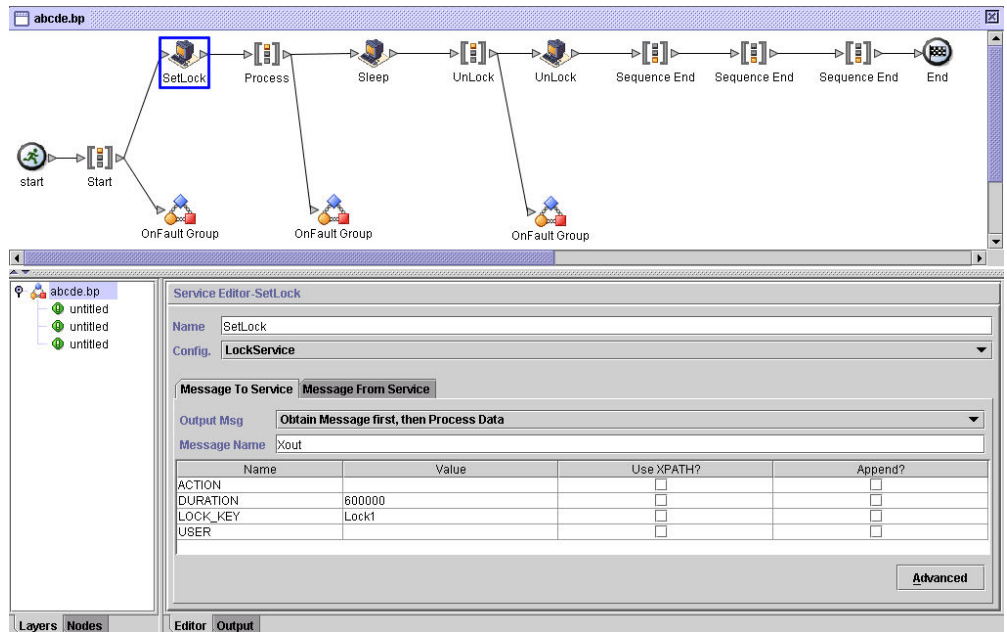 abcde.bp
SetLock
Process
Sleep
UnLock
UnLock
Sequence End
Sequence End
Sequence End
End
start
Start
OnFault Group
OnFault Group
OnFault Group
abcde.bp
untitled
untitled
untitled
Layers Nodes
Service Editor-SetLock
Name SetLock
Config. LockService
Message To Service Message From Service
Output Msg Obtain Message first, then Process Data
Message Name Xout
Name Value Use XPATH? Append?
ACTION
DURATION 600000
LOCK_KEY Lock1
USER
Advanced
Editor Output